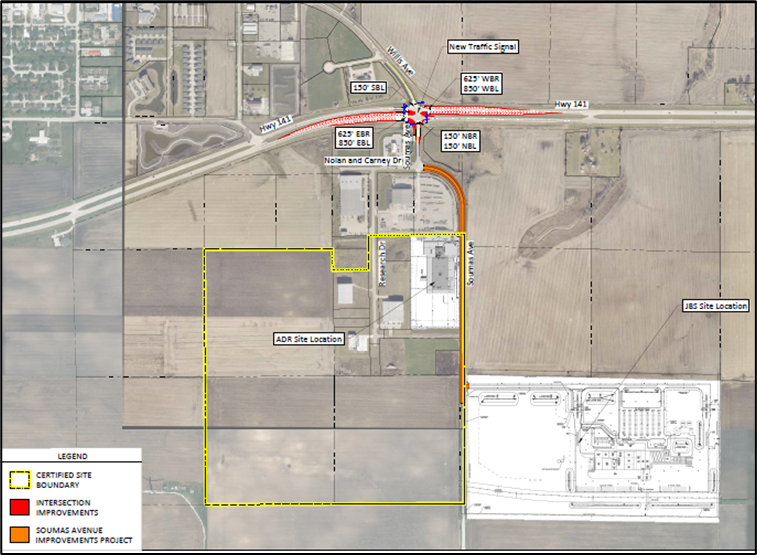 Willis Ave
New Traffic Signal
150' SBL
625' WBR
850' WBL
Hwy 141
Hwy 141
625' EBR
850' EBL
Soumas Ave
150' NBR
150' NBL
Nolan and Carney Dr
Research Dr
Soumas Ave
JBS Site Location
ADR Site Location
LEGEND
CERTIFIED SITE
BOUNDARY
INTERSECTION
IMPROVEMENTS
SOUMAS AVENUE
IMPROVEMENTS PROJECT